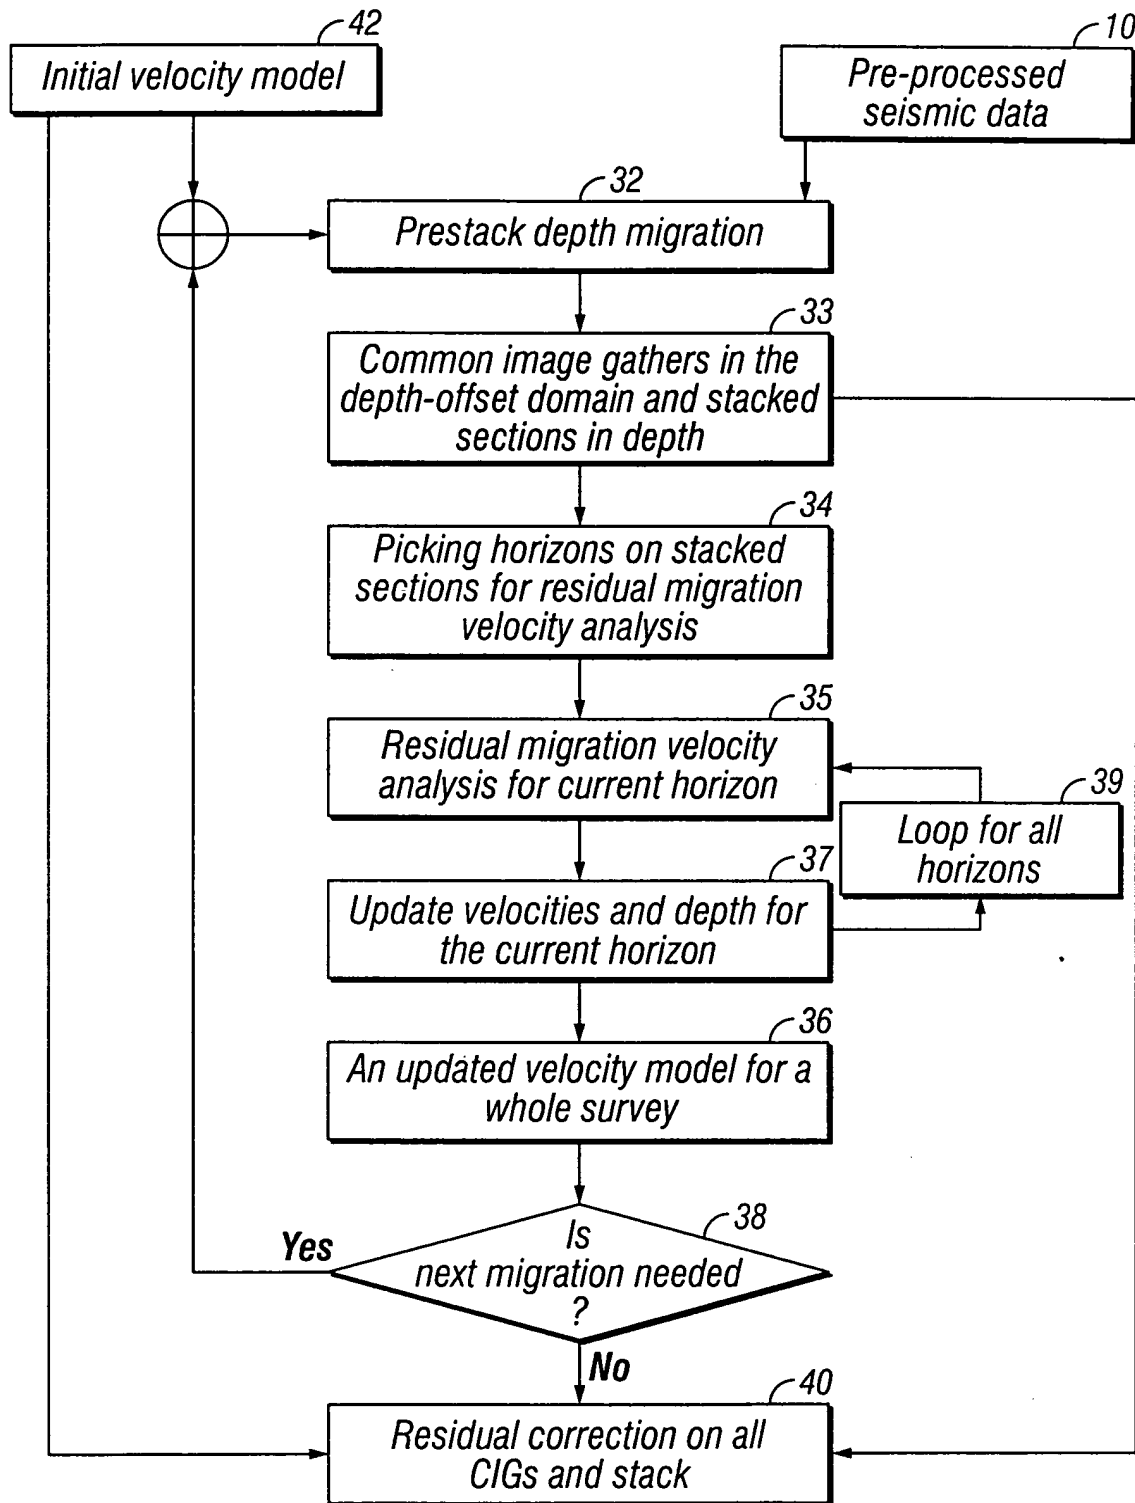 42
Initial velocity model
10
Pre-processed
seismic data
32
Prestack depth migration
33
Common image gathers in the
depth-offset domain and stacked
sections in depth
34
Picking horizons on stacked
sections for residual migration
velocity analysis
35
Residual migration velocity
analysis for current horizon
39
Loop for all
horizons
37
Update velocities and depth for
the current horizon
36
An updated velocity model for a
whole survey
38
Yes
Is
next migration needed
?
No
40
Residual correction on all
CIGs and stack